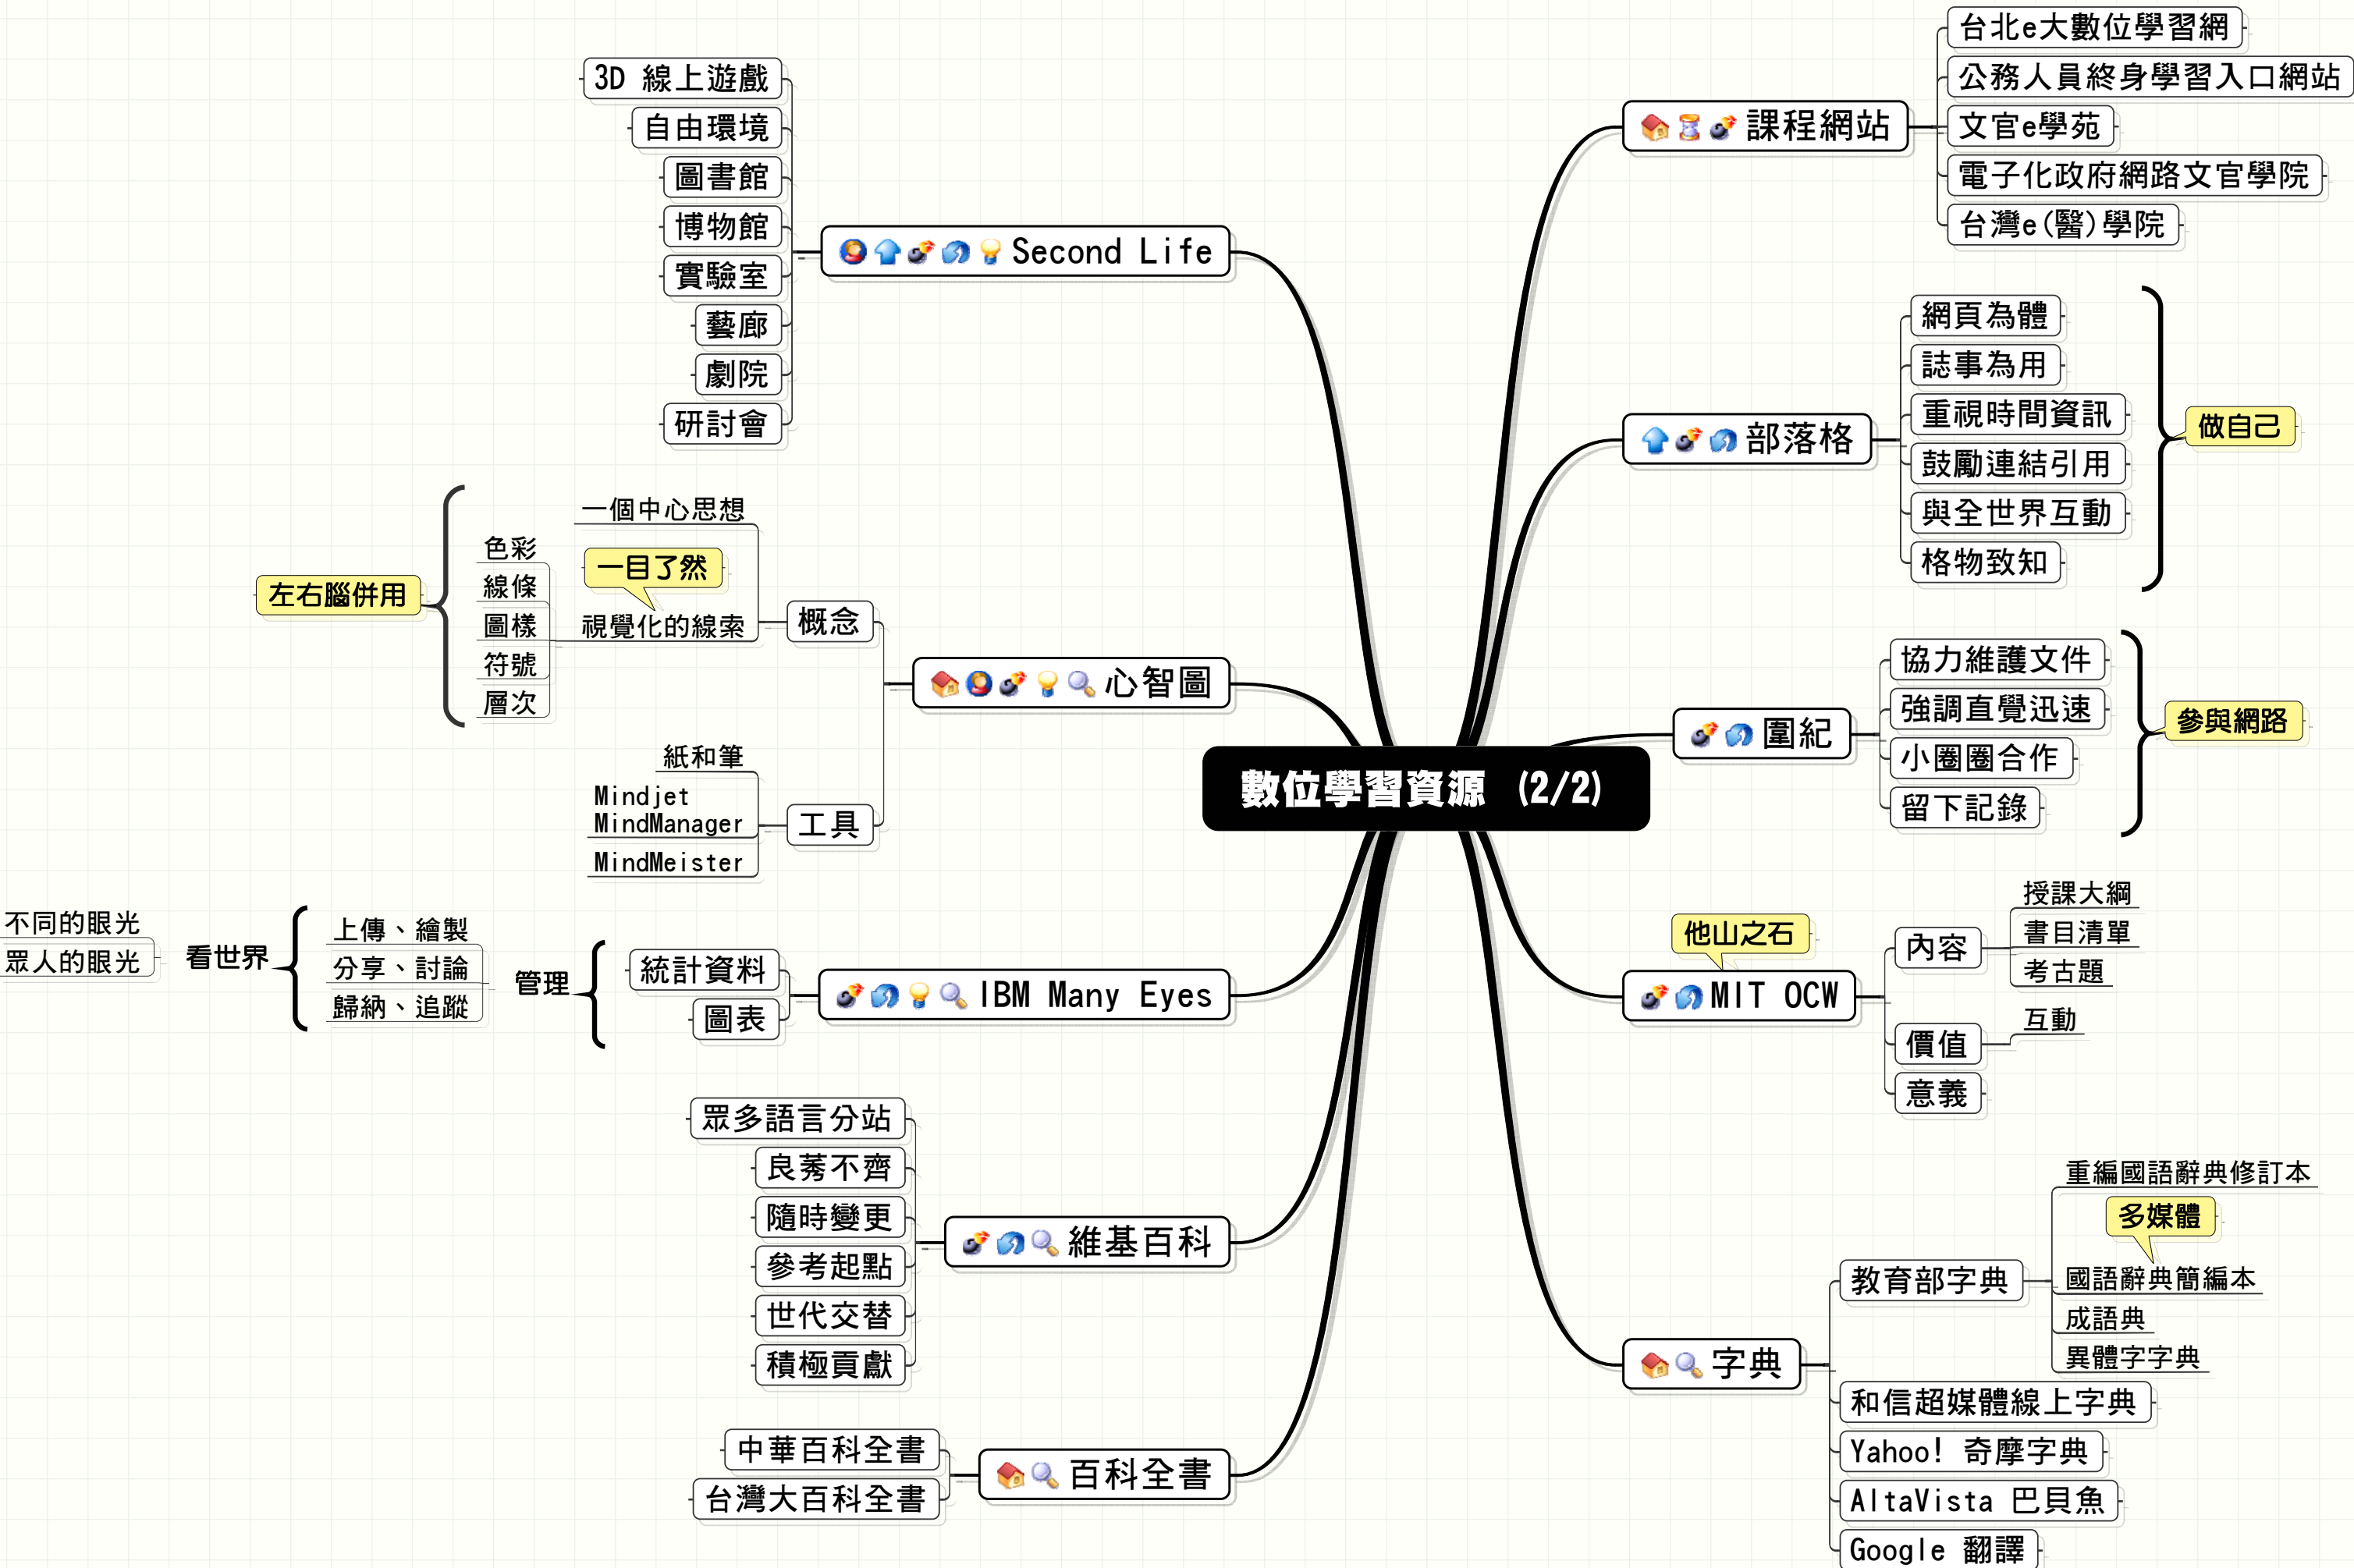 數位學習資源 (2/2)
課程網站
台北e大數位學習網
公務人員終身學習入口網站
文官e學苑
電子化政府網路文官學院
台灣e(醫)學院
部落格
網頁為體
誌事為用
重視時間資訊
鼓勵連結引用
與全世界互動
格物致知
做自己
圍紀
協力維護文件
強調直覺迅速
小圈圈合作
留下記錄
參與網路
他山之石
MIT OCW
內容
授課大綱
書目清單
考古題
價值
互動
意義
字典
教育部字典
重編國語辭典修訂本
多媒體
國語辭典簡編本
成語典
異體字字典
和信超媒體線上字典
Yahoo! 奇摩字典
AltaVista 巴貝魚
Google 翻譯
Second Life
3D 線上遊戲
自由環境
圖書館
博物館
實驗室
藝廊
劇院
研討會
心智圖
概念
一個中心思想
一目了然
視覺化的線索
色彩
線條
圖樣
符號
層次
左右腦併用
工具
紙和筆
Mindjet
MindManager
MindMeister
IBM Many Eyes
統計資料
圖表
管理
上傳、繪製
分享、討論
歸納、追蹤
看世界
不同的眼光
眾人的眼光
維基百科
眾多語言分站
良莠不齊
隨時變更
參考起點
世代交替
積極貢獻
百科全書
中華百科全書
台灣大百科全書